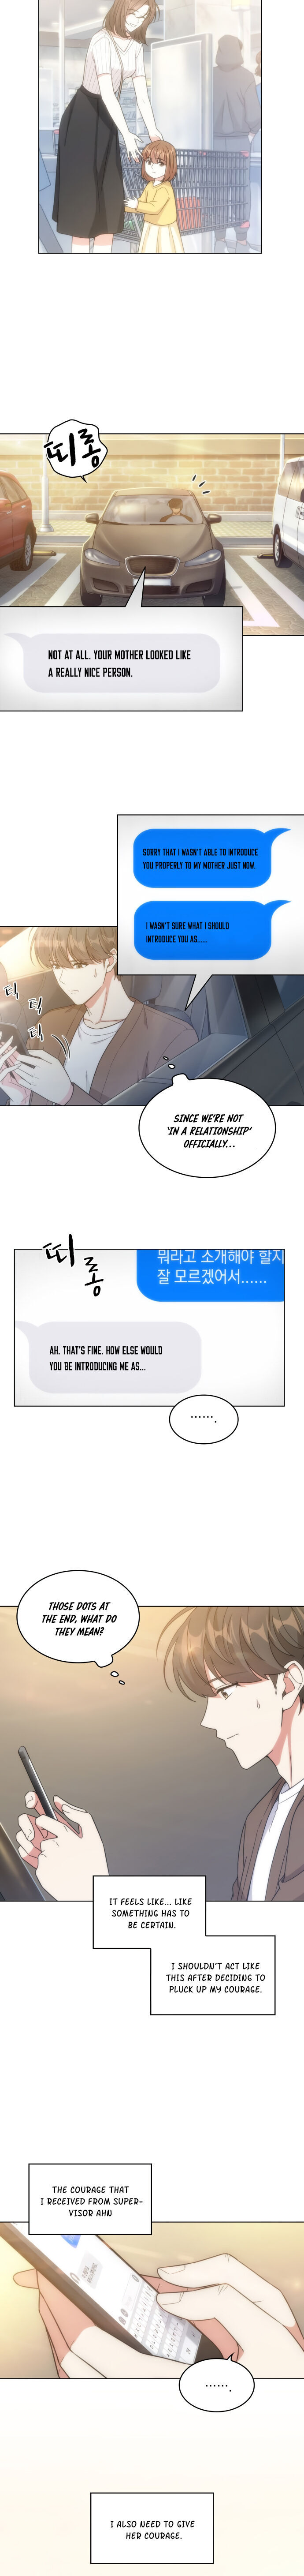 띠롱
NOT AT ALL. YOUR MOTHER LOOKED LIKE
A REALLY NICE PERSON.
SORRY THAT I WASN'T ABLE TO INTRODUCE
YOU PROPERLY TO MY MOTHER JUST NOW.
I WASN'T SURE WHAT I SHOULD
INTRODUCE YOU AS......
틱
틱
틱
SINCE WE'RE NOT
'IN A RELATIONSHIP'
OFFICIALLY...
띠롱
뭐라고 소개해야 할지
잘 모르겠어서......
AH. THAT'S FINE. HOW ELSE WOULD
YOU BE INTRODUCING ME AS...
.......
THOSE DOTS AT
THE END, WHAT DO
THEY MEAN?
IT FEELS LIKE... LIKE
SOMETHING HAS TO
BE CERTAIN.
I SHOULDN'T ACT LIKE
THIS AFTER DECIDING TO
PLUCK UP MY COURAGE.
THE COURAGE THAT
I RECEIVED FROM SUPER-
VISOR AHN
.......
I ALSO NEED TO GIVE
HER COURAGE.